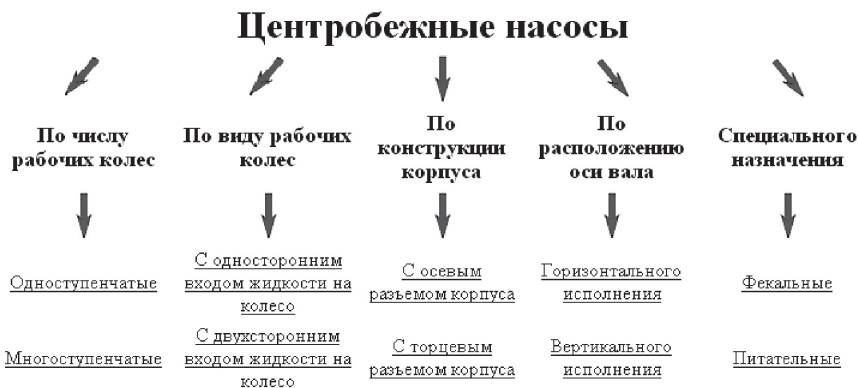 Центробежные насосы
По числу
рабочих колес
По виду рабочих
колес
По
конструкции
корпуса
По
расположению
оси вала
Специального
назначения
Одноступенчатые
С односторонним
входом жидкости на
колесо
С осевым
разъемом корпуса
Горизонтального
исполнения
Фекальные
Многоступенчатые
С двухсторонним
входом жидкости на
колесо
С торцевым
разъемом корпуса
Вертикального
исполнения
Питательные